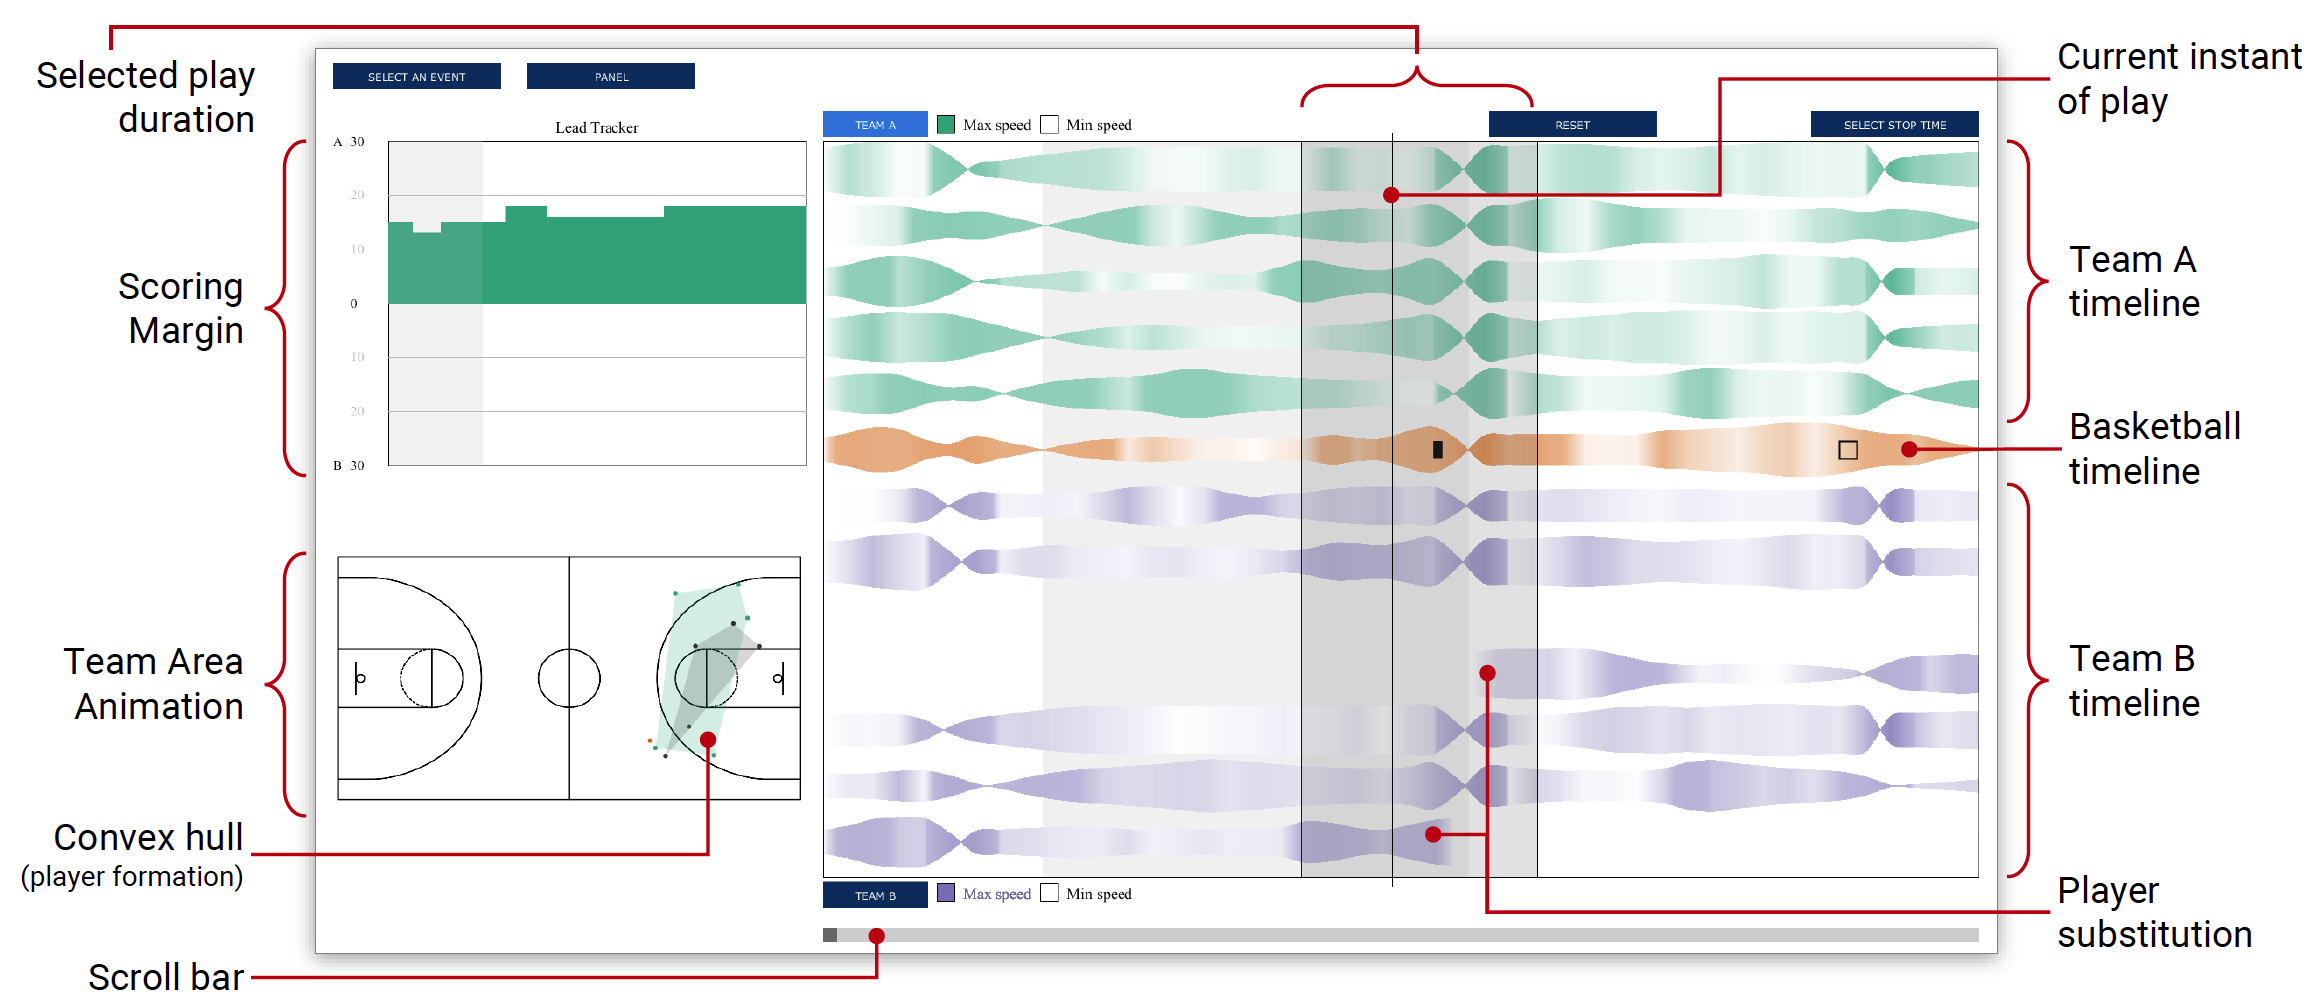 Selected play
duration
Scoring
Margin
Team Area
Animation
Convex hull
(player formation)
Scroll bar
SELECT AN EVENT
PANEL
Lead Tracker
A 30
20
10
0
10
20
B 30
TEAM A
Max speed
Min speed
RESET
SELECT STOP TIME
TEAM B
Max speed
Min speed
Current instant
of play
Team A
timeline
Basketball
timeline
Team B
timeline
Player
substitution